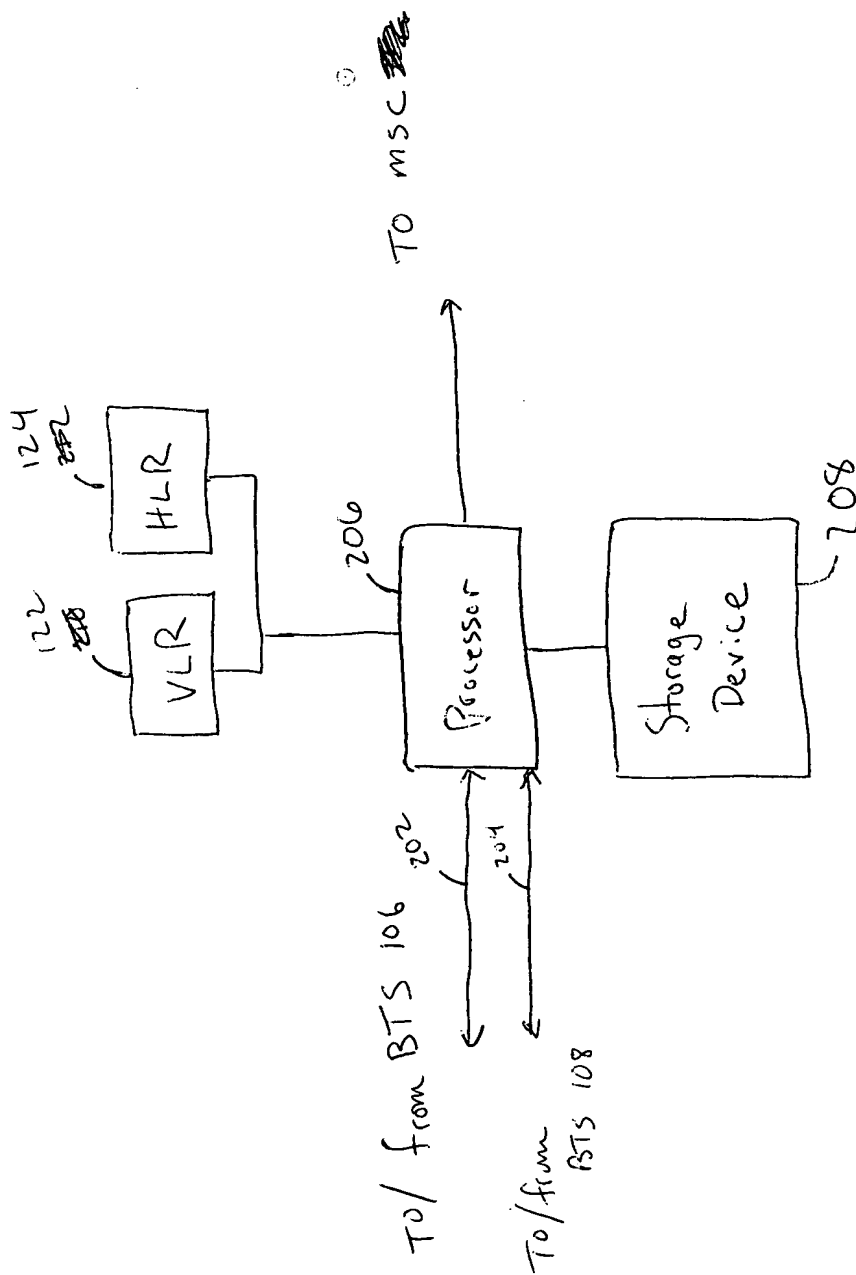 122
VLR
124
HLR
206
Processor
TO MSC
TO/from BTS 106
202
To/from
BTS 108
204
Storage
Device
208